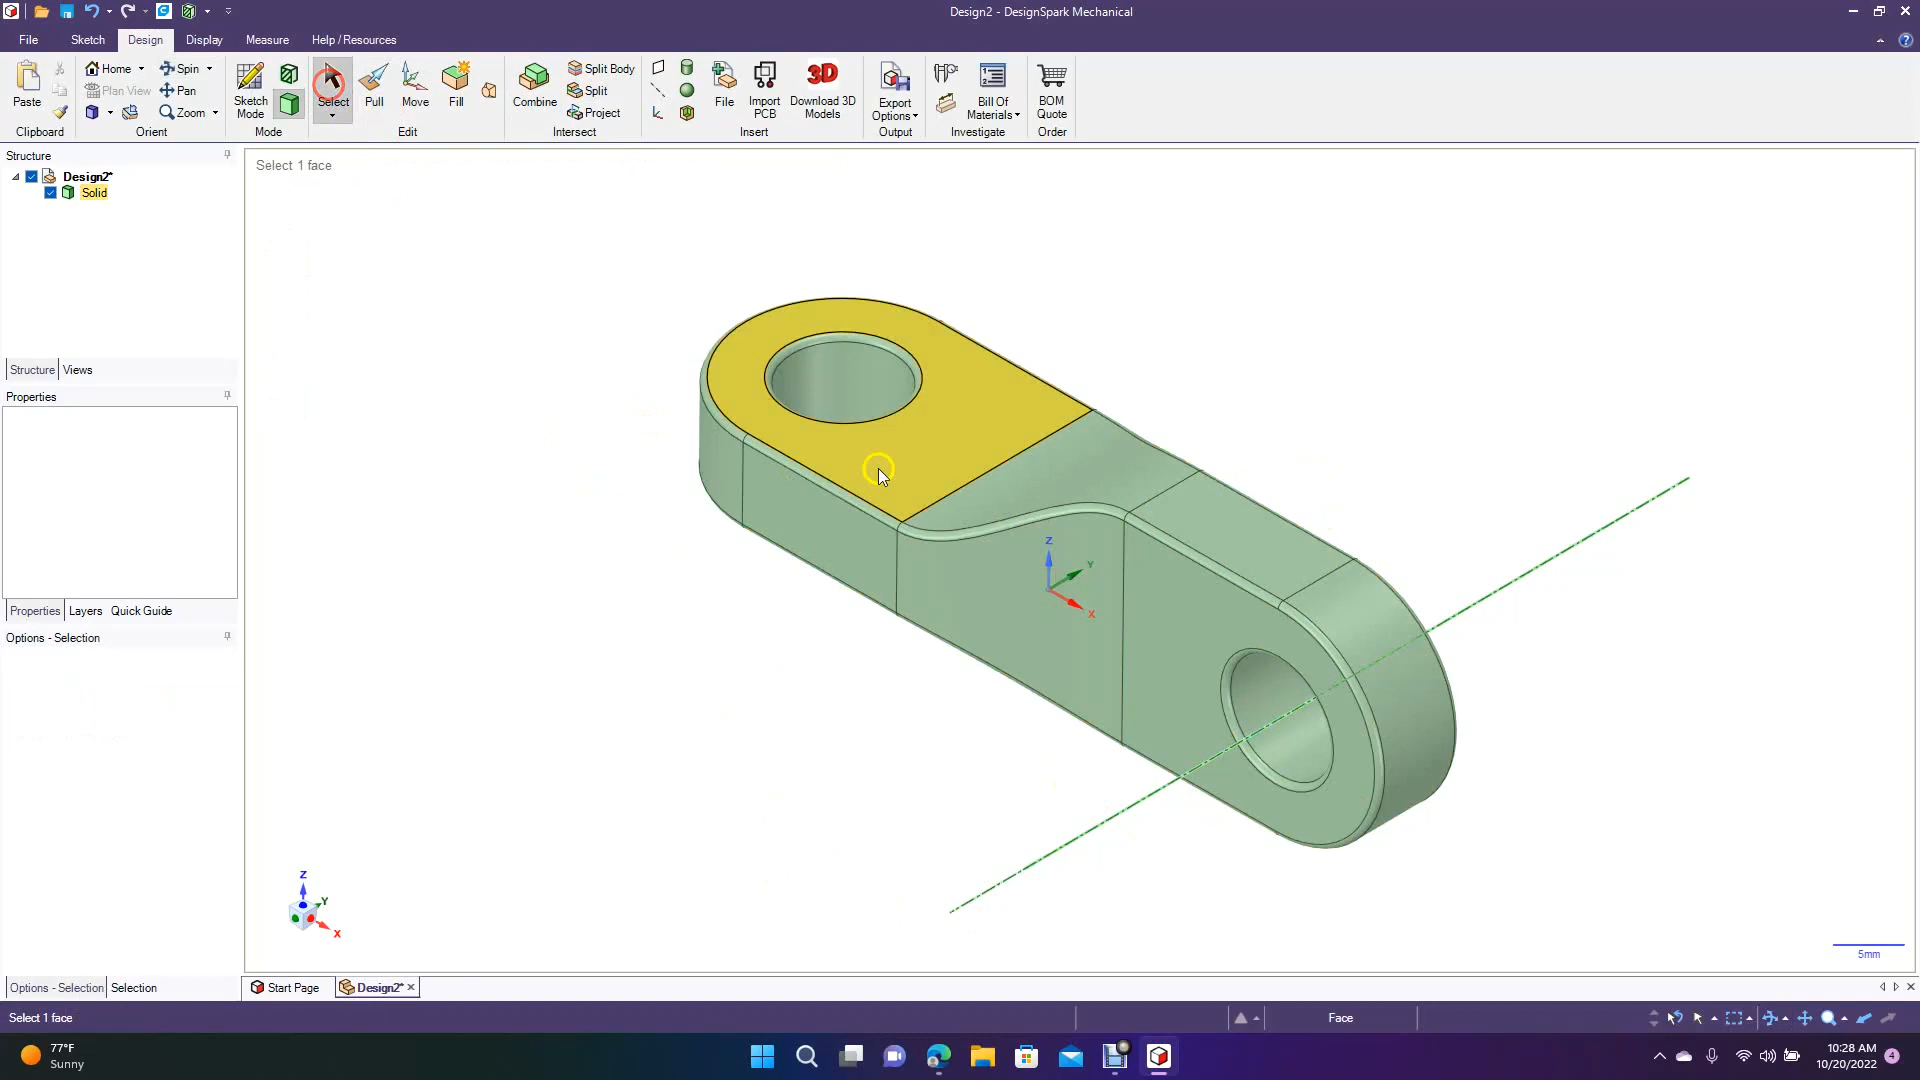 Design2 - DesignSpark Mechanical
File Sketch Design Display Measure Help / Resources
Paste
Clipboard
Home Spin
Plan View Pan
Zoom
Orient
Sketch Mode
Mode
Select Pull Move Fill
Edit
Combine
Split Body
Split
Project
Intersect
File Import PCB Download 3D Models
3D
Insert
Export Options
Output
Bill Of Materials
Investigate
BOM Quote
Order
Structure
Design2*
Solid
Structure Views
Properties
Properties Layers Quick Guide
Options - Selection
Options - Selection Selection
Select 1 face
Z
Y
X
Z
Y
X
5mm
Start Page Design2*
Select 1 face
Face
77°F
Sunny
10:28 AM
10/20/2022
4